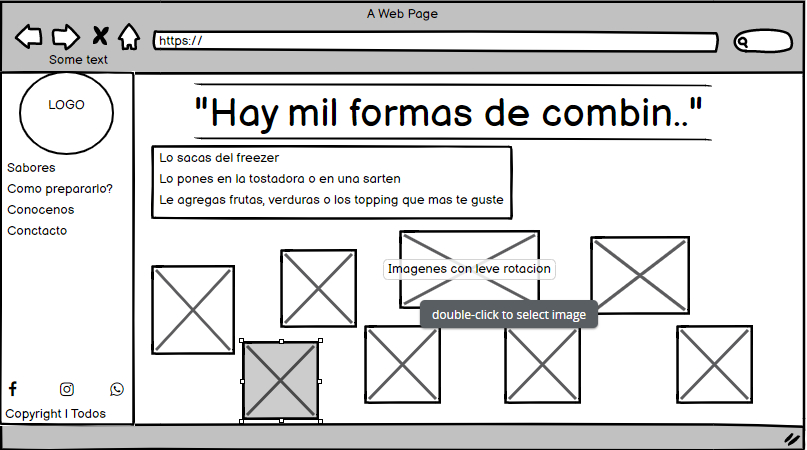 A Web Page
https://
Some text
LOGO
Sabores
Como prepararlo?
Conocenos
Conctacto
Copyright | Todos
"Hay mil formas de combin.."
Lo sacas del freezer
Lo pones en la tostadora o en una sarten
Le agregas frutas, verduras o los topping que mas te guste
Imagenes con leve rotacion
double-click to select image